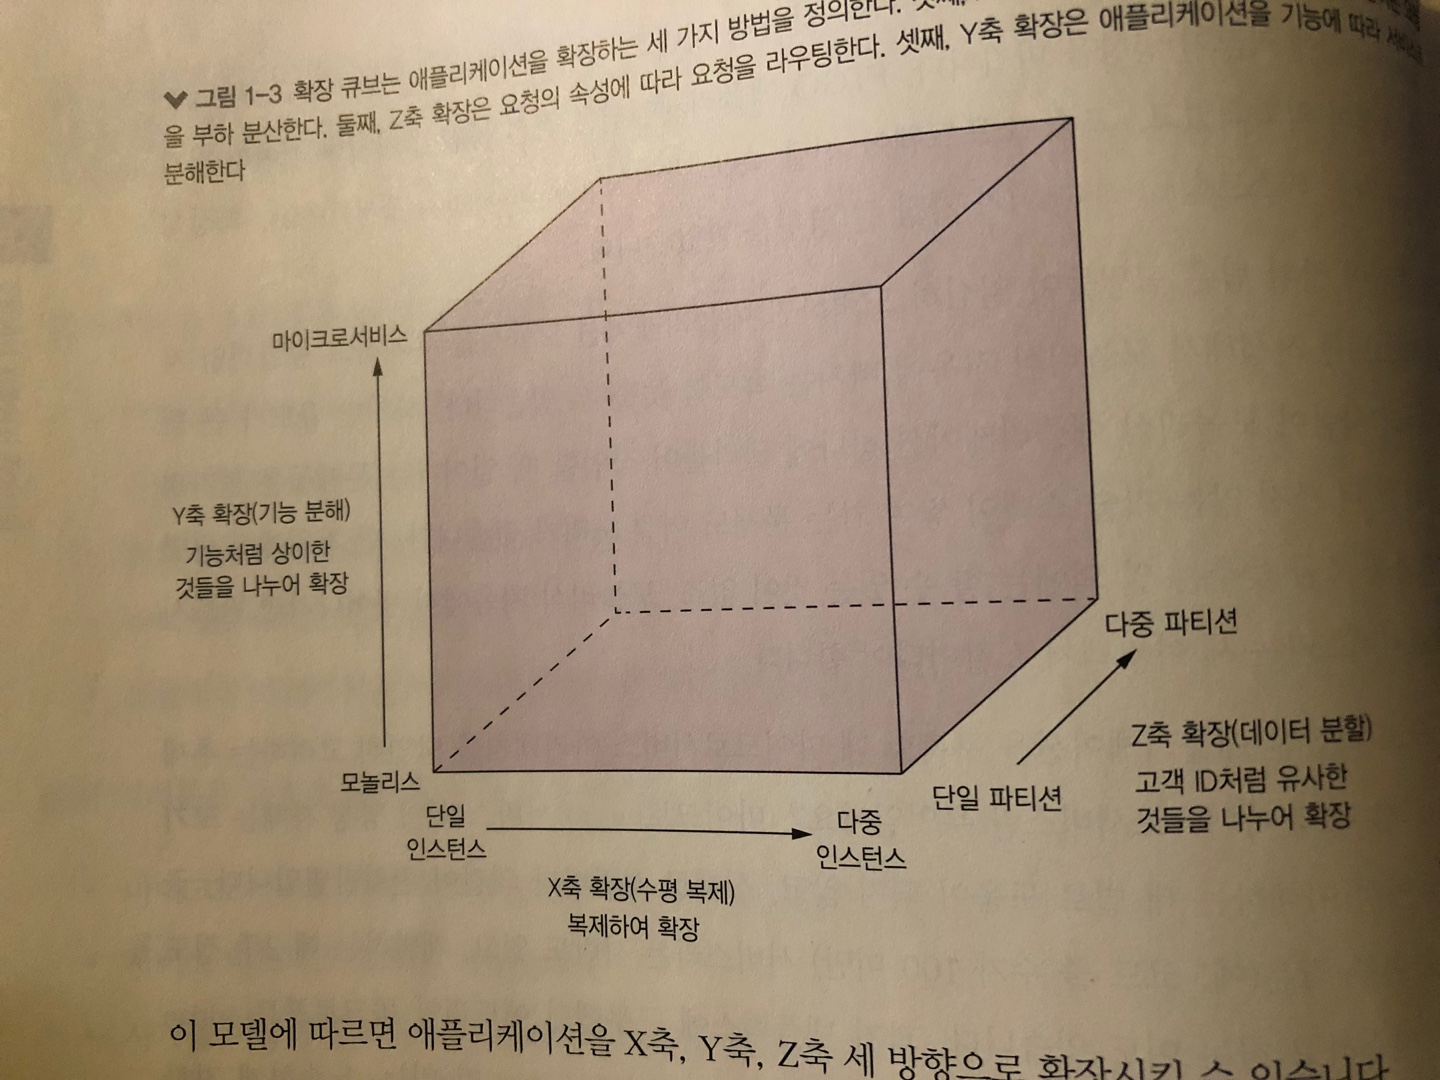 그림 1-3 확장 큐브는 애플리케이션을 확장하는 세 가지 방법을 정의한다.
을 부하 분산한다. 둘째, Z축 확장은 요청의 속성에 따라 요청을 라우팅한다. 셋째, Y축 확장은 애플리케이션을 기능에 따라
분해한다
마이크로서비스
Y축 확장(기능 분해)
기능처럼 상이한
것들을 나누어 확장
모놀리스
단일
인스턴스
다중
인스턴스
X축 확장(수평 복제)
복제하여 확장
단일 파티션
다중 파티션
Z축 확장(데이터 분할)
고객 ID처럼 유사한
것들을 나누어 확장
이 모델에 따르면 애플리케이션을 X축, Y축, Z축 세 방향으로 확장시킬 수 있습니다